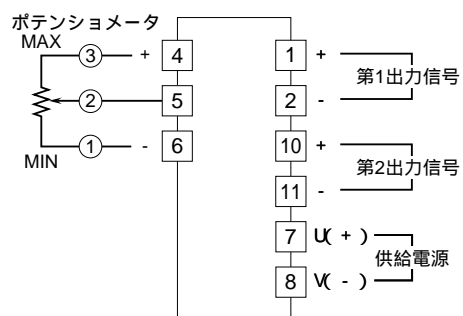 ポテンショメータ
MAX
③ + 4
② 5
① - 6
MIN
1 +
第1出力信号
2 -
10 +
第2出力信号
11 -
7 U( + )
供給電源
8 V( - )